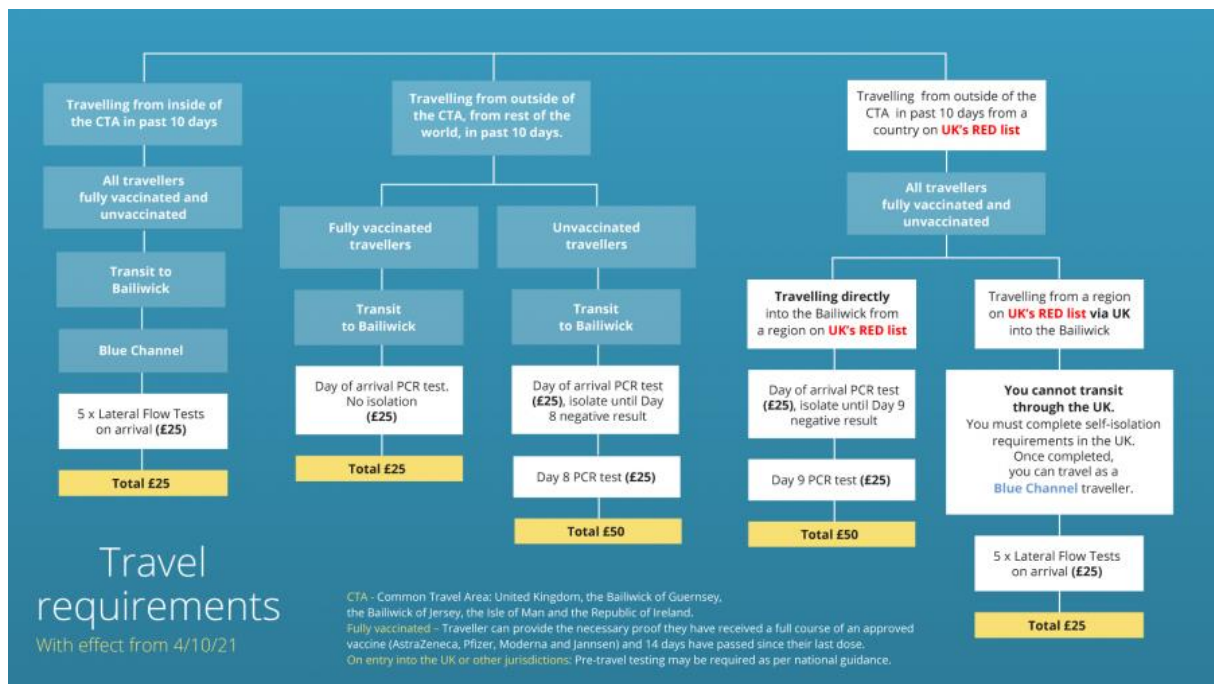 Travelling from inside of
the CTA in past 10 days
All travellers
fully vaccinated and
unvaccinated
Transit to
Bailiwick
Blue Channel
5 x Lateral Flow Tests
on arrival (£25)
Total £25
Travelling from outside of
the CTA, from rest of the
world, in past 10 days.
Fully vaccinated
travellers
Transit
to Bailiwick
Day of arrival PCR test.
No isolation
(£25)
Total £25
Unvaccinated
travellers
Transit
to Bailiwick
Day of arrival PCR test
(£25), isolate until Day
8 negative result
Day 8 PCR test (£25)
Total £50
Travelling from outside of the
CTA in past 10 days from a
country on UK's RED list
All travellers
fully vaccinated and
unvaccinated
Travelling directly
into the Bailiwick from
a region on UK's RED list
Day of arrival PCR test
(£25), isolate until Day 9
negative result
Day 9 PCR test (£25)
Total £50
Travelling from a region
on UK's RED list via UK
into the Bailiwick
You cannot transit
through the UK.
You must complete self-isolation
requirements in the UK.
Once completed,
you can travel as a
Blue Channel traveller.
5 x Lateral Flow Tests
on arrival (£25)
Total £25
Travel
requirements
With effect from 4/10/21
CTA - Common Travel Area: United Kingdom, the Bailiwick of Guernsey,
the Bailiwick of Jersey, the Isle of Man and the Republic of Ireland.
Fully vaccinated – Traveller can provide the necessary proof they have received a full course of an approved
vaccine (AstraZeneca, Pfizer, Moderna and Jannsen) and 14 days have passed since their last dose.
On entry into the UK or other jurisdictions: Pre-travel testing may be required as per national guidance.